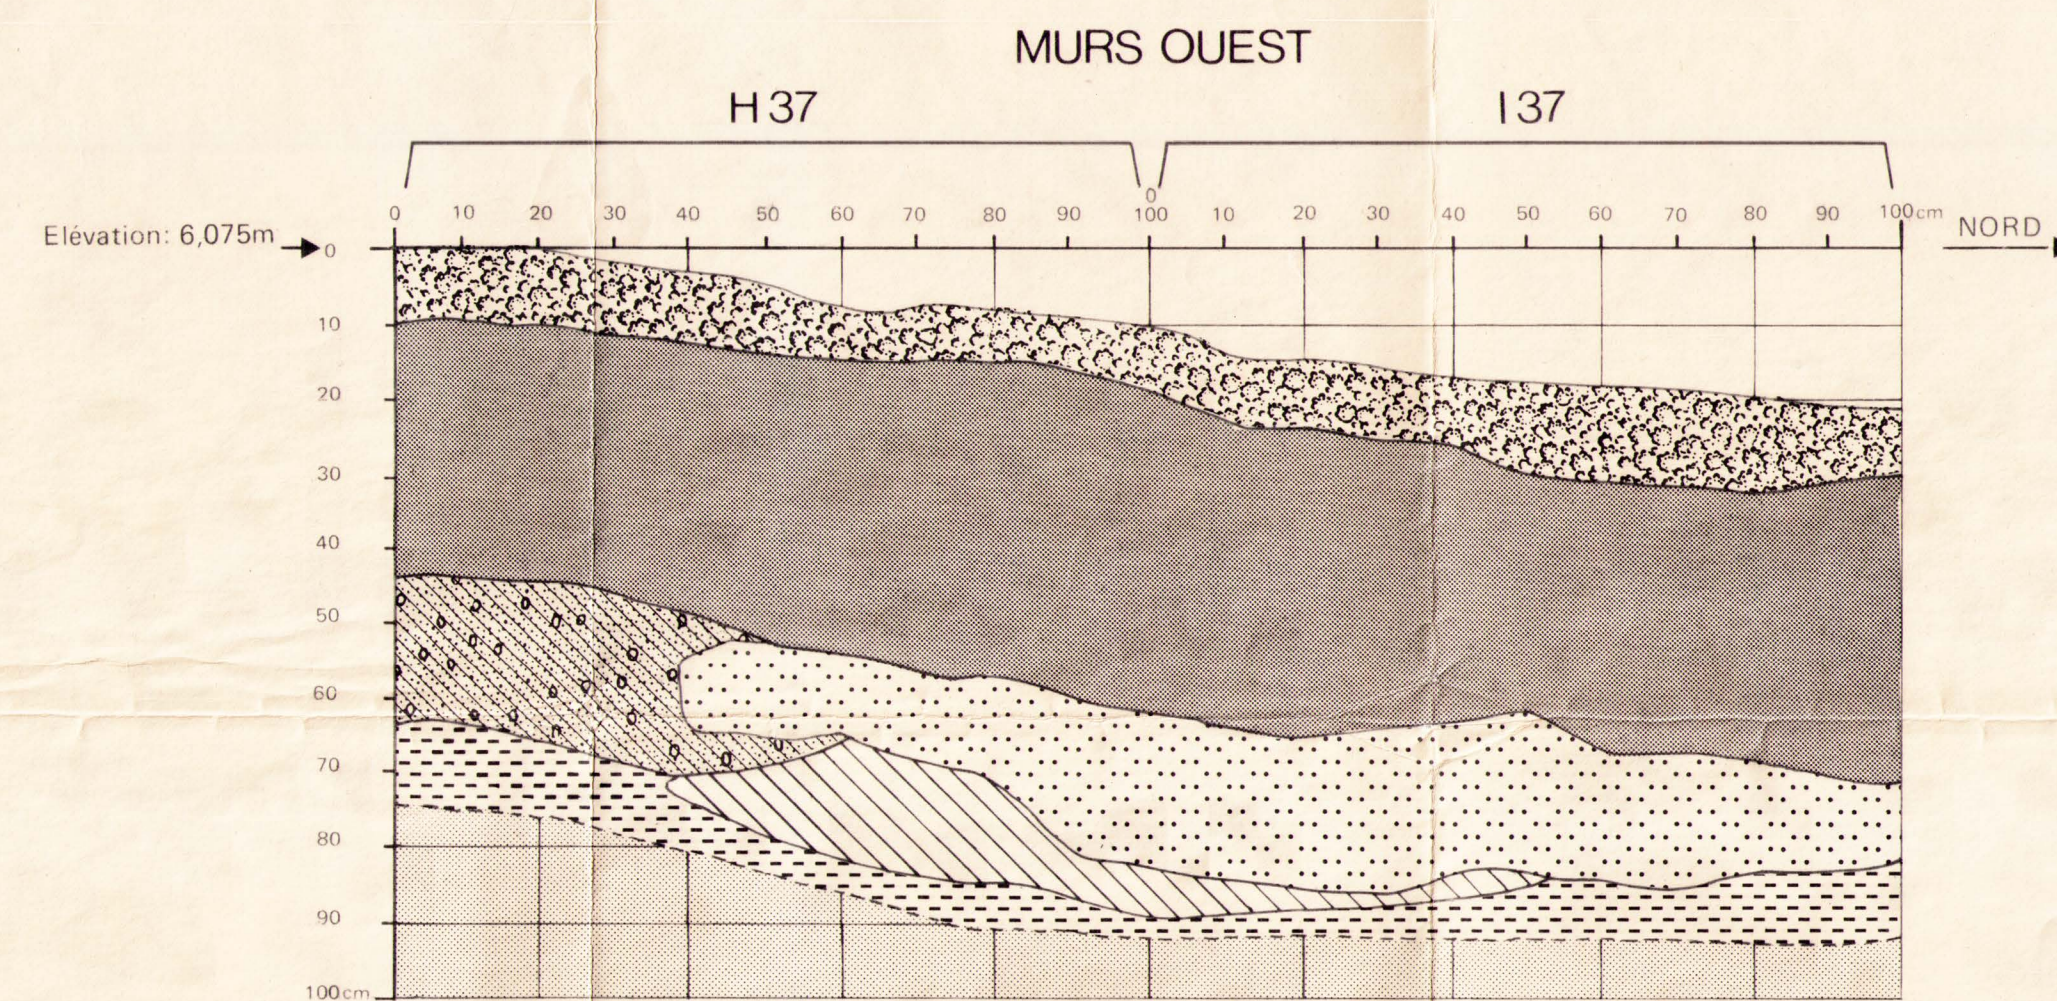 MURS OUEST
H 37 I 37
0
0 10 20 30 40 50 60 70 80 90 100 10 20 30 40 50 60 70 80 90 100cm
Elévation: 6,075m 0 NORD
10
20
30
40
50
60
70
80
90
100cm